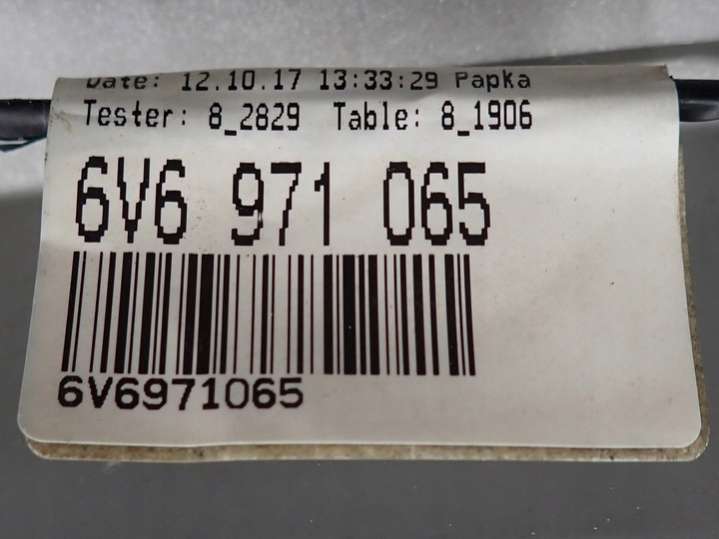 Date: 12.10.17 13:33:29 Papka
Tester: 8_2829 Table: 8_1906
6V6 971 065
6V6971065